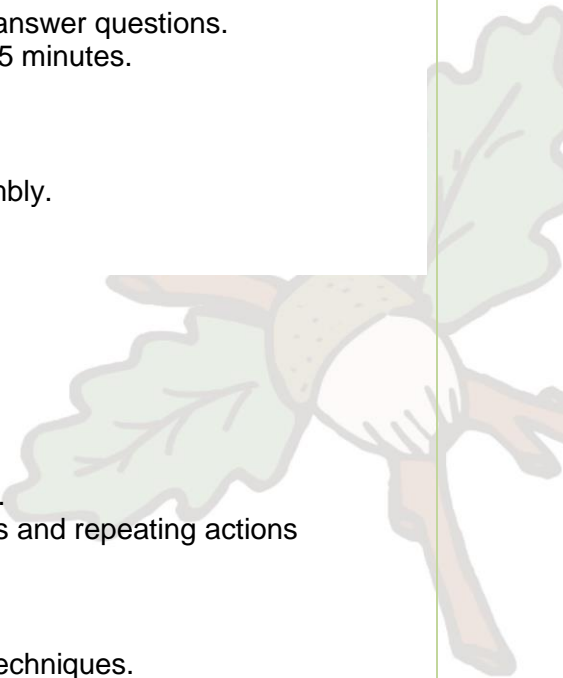 answer questions.
5 minutes.
nbly.
.
s and repeating actions
echniques.